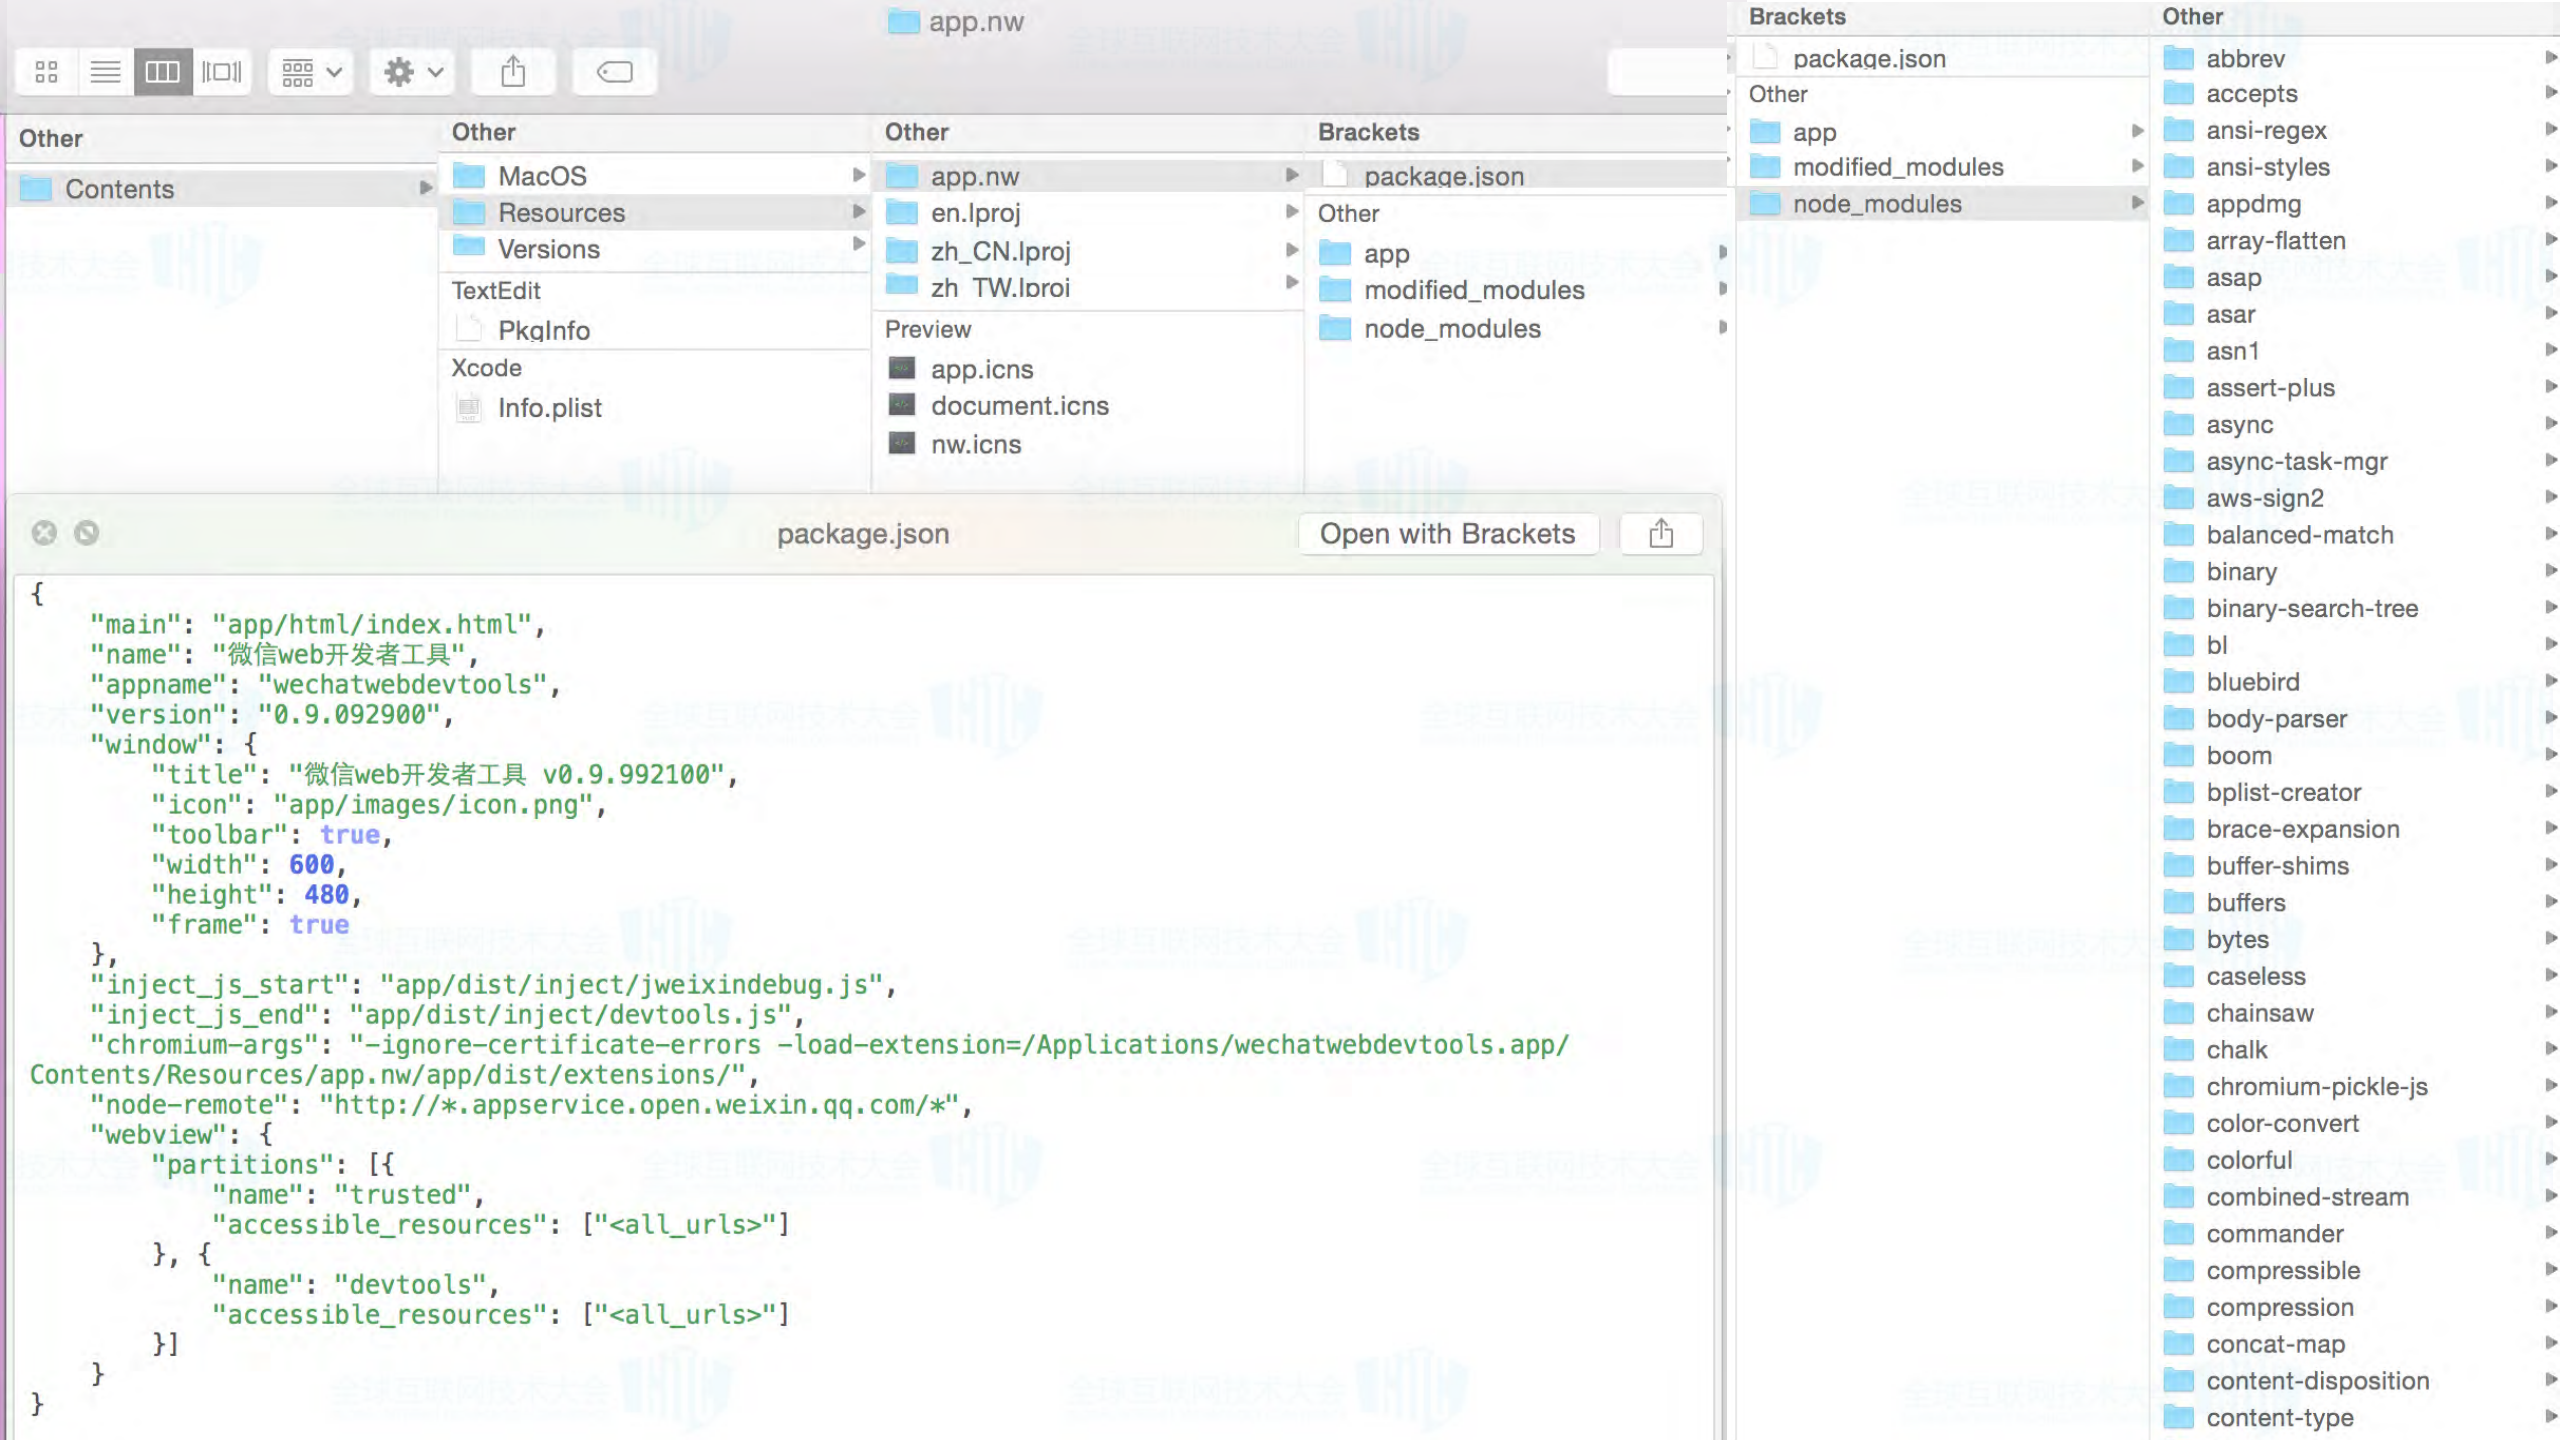 app.nw
Other
Contents
Other
MacOS
Resources
Versions
TextEdit
PkgInfo
Xcode
Info.plist
Other
app.nw
en.lproj
zh_CN.lproj
zh_TW.lproj
Preview
app.icns
document.icns
nw.icns
Brackets
package.json
Other
app
modified_modules
node_modules
package.json
Open with Brackets
{
"main": "app/html/index.html",
"name": "微信web开发者工具",
"appname": "wechatwebdevtools",
"version": "0.9.092900",
"window": {
"title": "微信web开发者工具 v0.9.992100",
"icon": "app/images/icon.png",
"toolbar": true,
"width": 600,
"height": 480,
"frame": true
},
"inject_js_start": "app/dist/inject/jweixindebug.js",
"inject_js_end": "app/dist/inject/devtools.js",
"chromium-args": "-ignore-certificate-errors -load-extension=/Applications/wechatwebdevtools.app/
Contents/Resources/app.nw/app/dist/extensions/",
"node-remote": "http://*.appservice.open.weixin.qq.com/*",
"webview": {
"partitions": [{
"name": "trusted",
"accessible_resources": ["<all_urls>"]
}, {
"name": "devtools",
"accessible_resources": ["<all_urls>"]
}]
}
}
Brackets
package.json
Other
app
modified_modules
node_modules
Other
abbrev
accepts
ansi-regex
ansi-styles
appdmg
array-flatten
asap
asar
asn1
assert-plus
async
async-task-mgr
aws-sign2
balanced-match
binary
binary-search-tree
bl
bluebird
body-parser
boom
bplist-creator
brace-expansion
buffer-shims
buffers
bytes
caseless
chainsaw
chalk
chromium-pickle-js
color-convert
colorful
combined-stream
commander
compressible
compression
concat-map
content-disposition
content-type
全球互联网技术大会